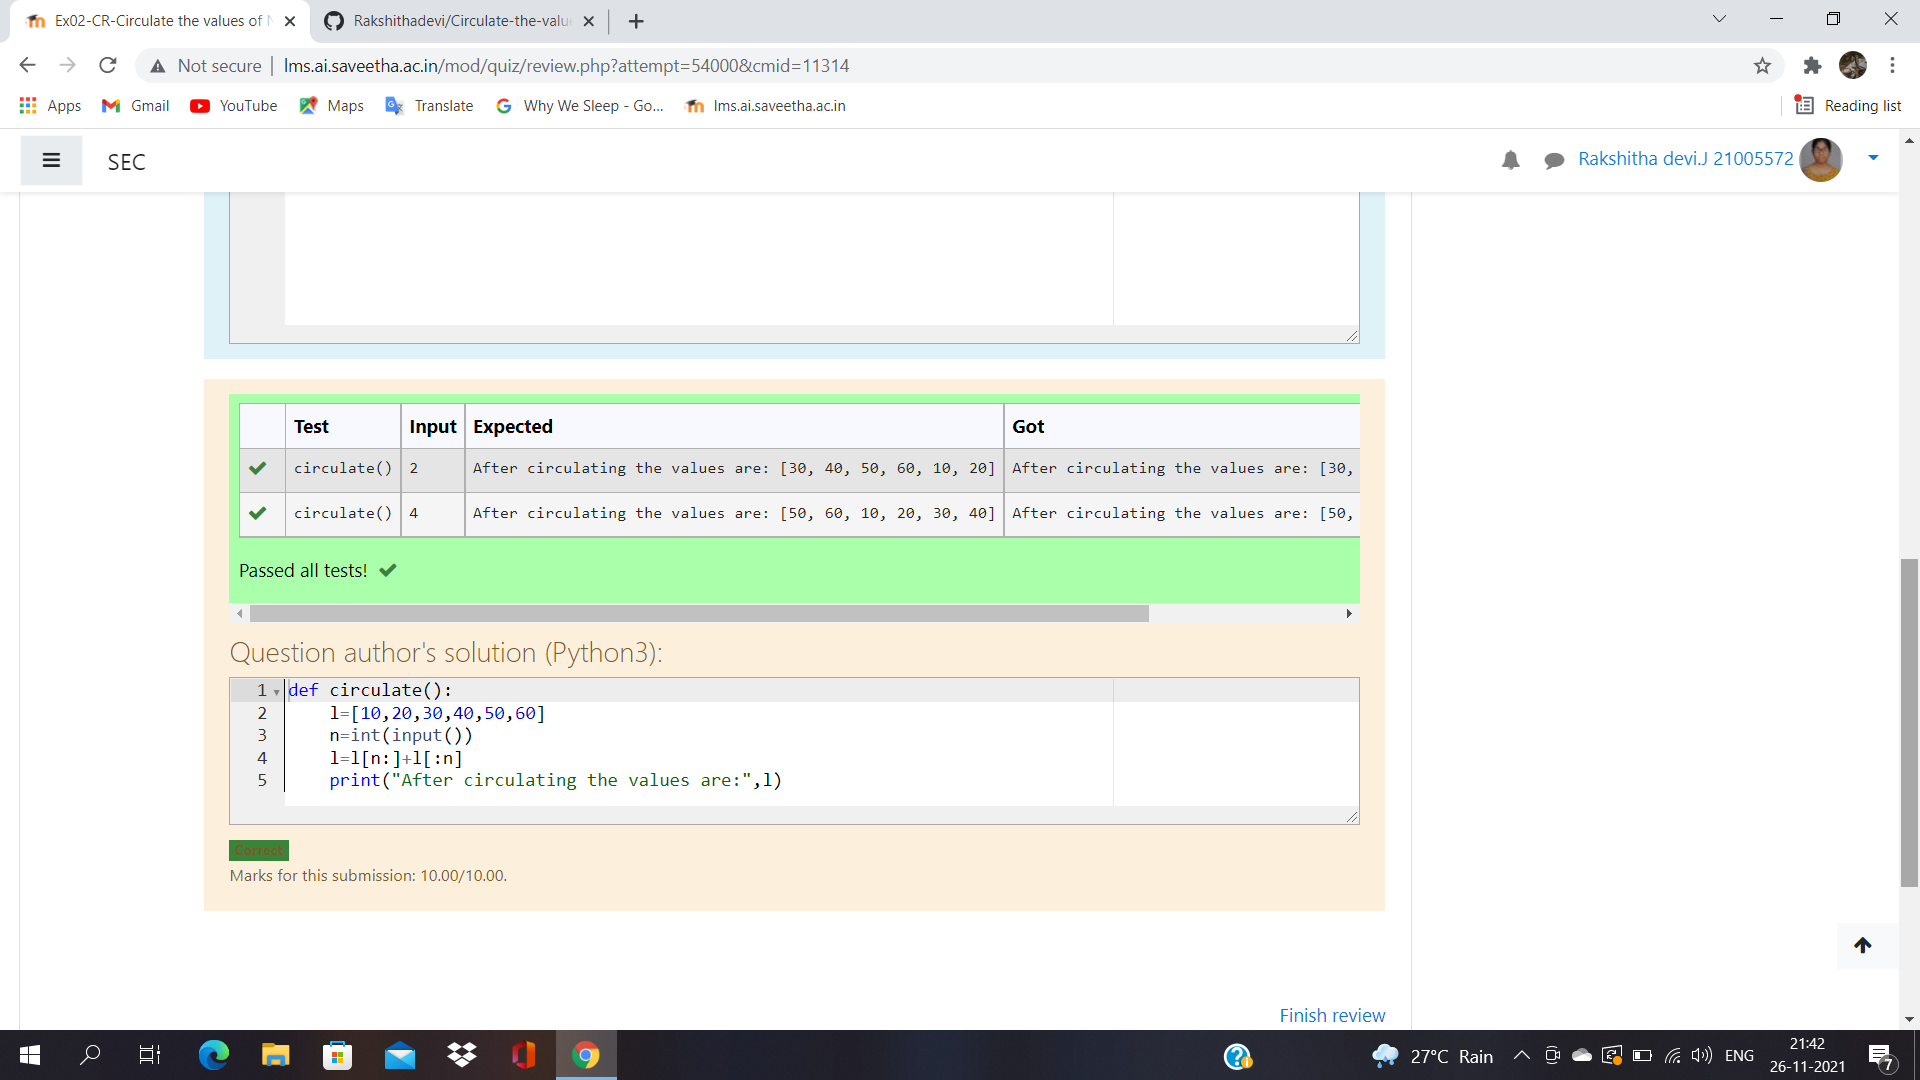 Ex02-CR-Circulate the values of N
Rakshithadevi/Circulate-the-valu
Not secure | lms.ai.saveetha.ac.in/mod/quiz/review.php?attempt=54000&cmid=11314
Apps Gmail YouTube Maps Translate Why We Sleep - Go... lms.ai.saveetha.ac.in Reading list
SEC
Rakshitha devi.J 21005572
Test Input Expected Got
circulate() 2 After circulating the values are: [30, 40, 50, 60, 10, 20] After circulating the values are: [30,
circulate() 4 After circulating the values are: [50, 60, 10, 20, 30, 40] After circulating the values are: [50,
Passed all tests!
Question author's solution (Python3):
1 def circulate():
2 l=[10,20,30,40,50,60]
3 n=int(input())
4 l=l[n:]+l[:n]
5 print("After circulating the values are:",l)
Correct
Marks for this submission: 10.00/10.00.
Finish review
27°C Rain ENG
21:42
26-11-2021
7